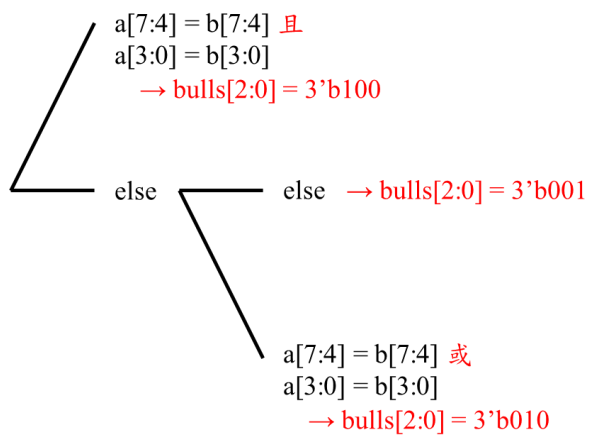 a[7:4] = b[7:4] 且
a[3:0] = b[3:0]
→ bulls[2:0] = 3’b100
else
else → bulls[2:0] = 3’b001
a[7:4] = b[7:4] 或
a[3:0] = b[3:0]
→ bulls[2:0] = 3’b010